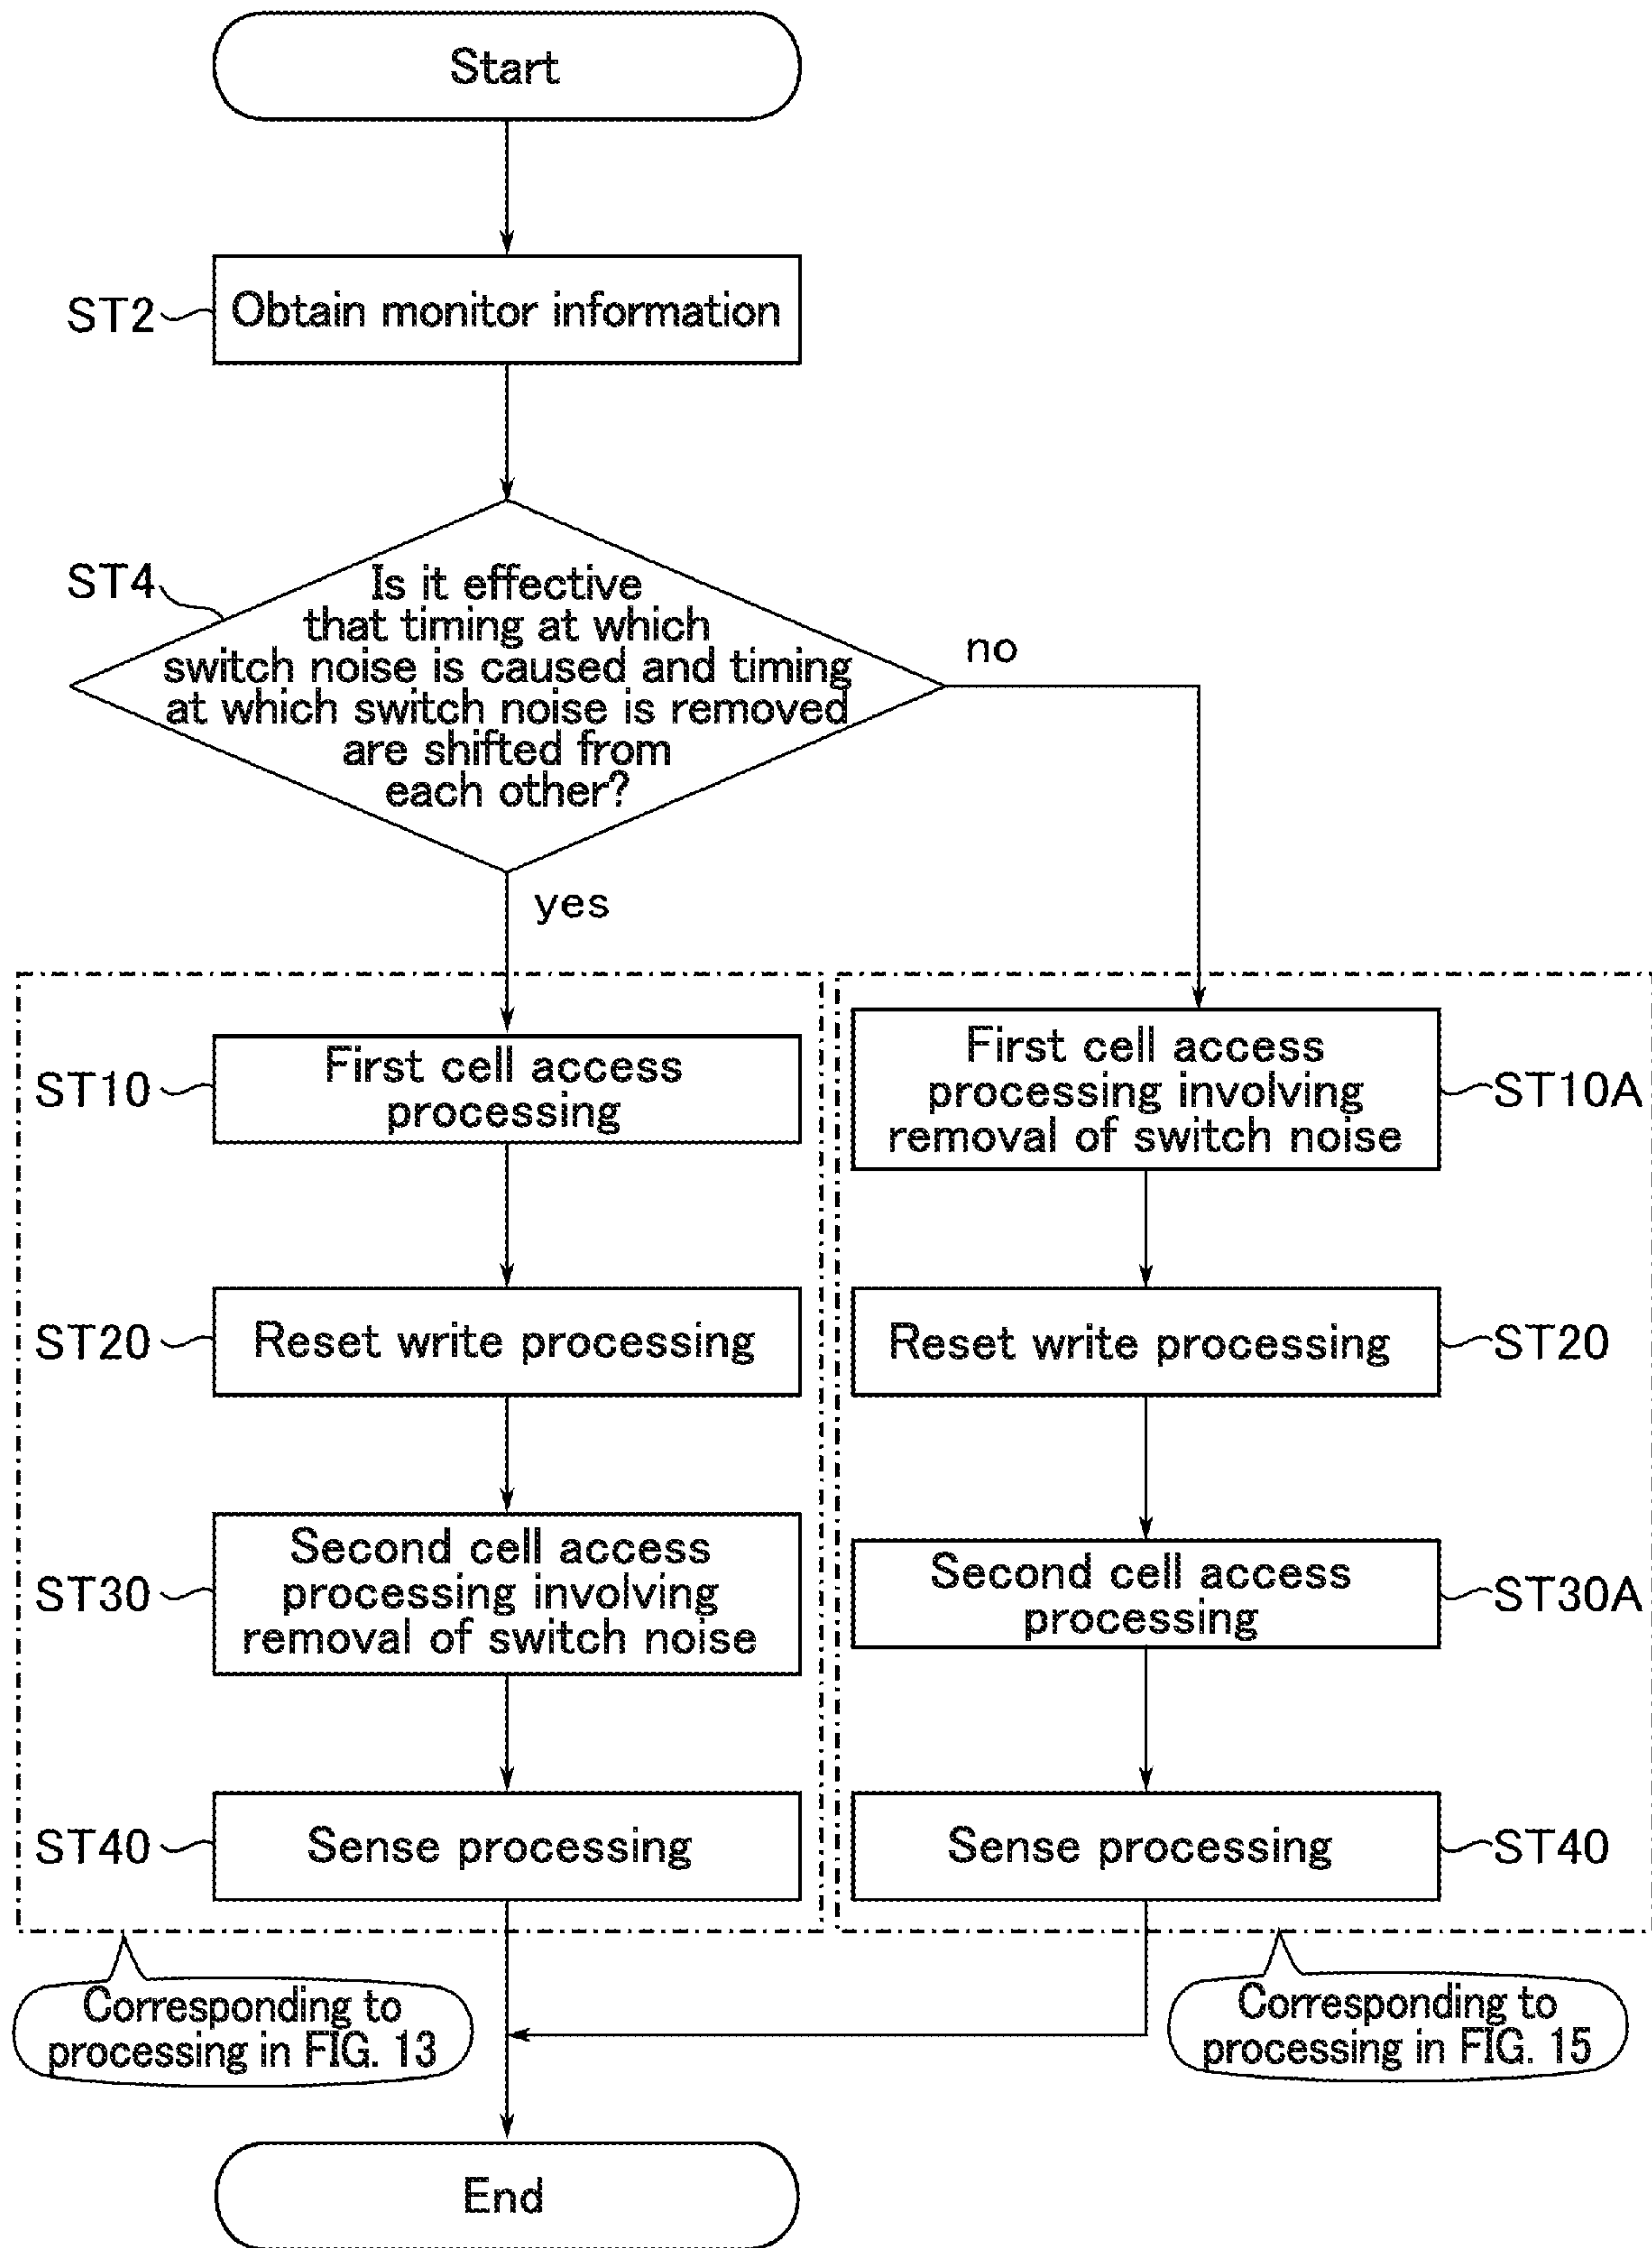 Start
ST2
Obtain monitor information
ST4
Is it effective
that timing at which
switch noise is caused and timing
at which switch noise is removed
are shifted from
each other?
no
yes
ST10
First cell access
processing
ST20
Reset write processing
ST30
Second cell access
processing involving
removal of switch noise
ST40
Sense processing
Corresponding to
processing in FIG. 13
First cell access
processing involving
removal of switch noise
ST10A
Reset write processing
ST20
Second cell access
processing
ST30A
Sense processing
ST40
Corresponding to
processing in FIG. 15
End